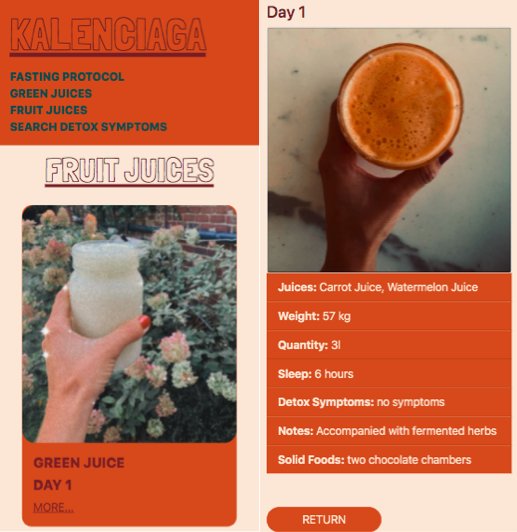 KALENCIAGA
FASTING PROTOCOL
GREEN JUICES
FRUIT JUICES
SEARCH DETOX SYMPTOMS
FRUIT JUICES
GREEN JUICE
DAY 1
MORE...
Day 1
Juices: Carrot Juice, Watermelon Juice
Weight: 57 kg
Quantity: 3l
Sleep: 6 hours
Detox Symptoms: no symptoms
Notes: Accompanied with fermented herbs
Solid Foods: two chocolate chambers
RETURN